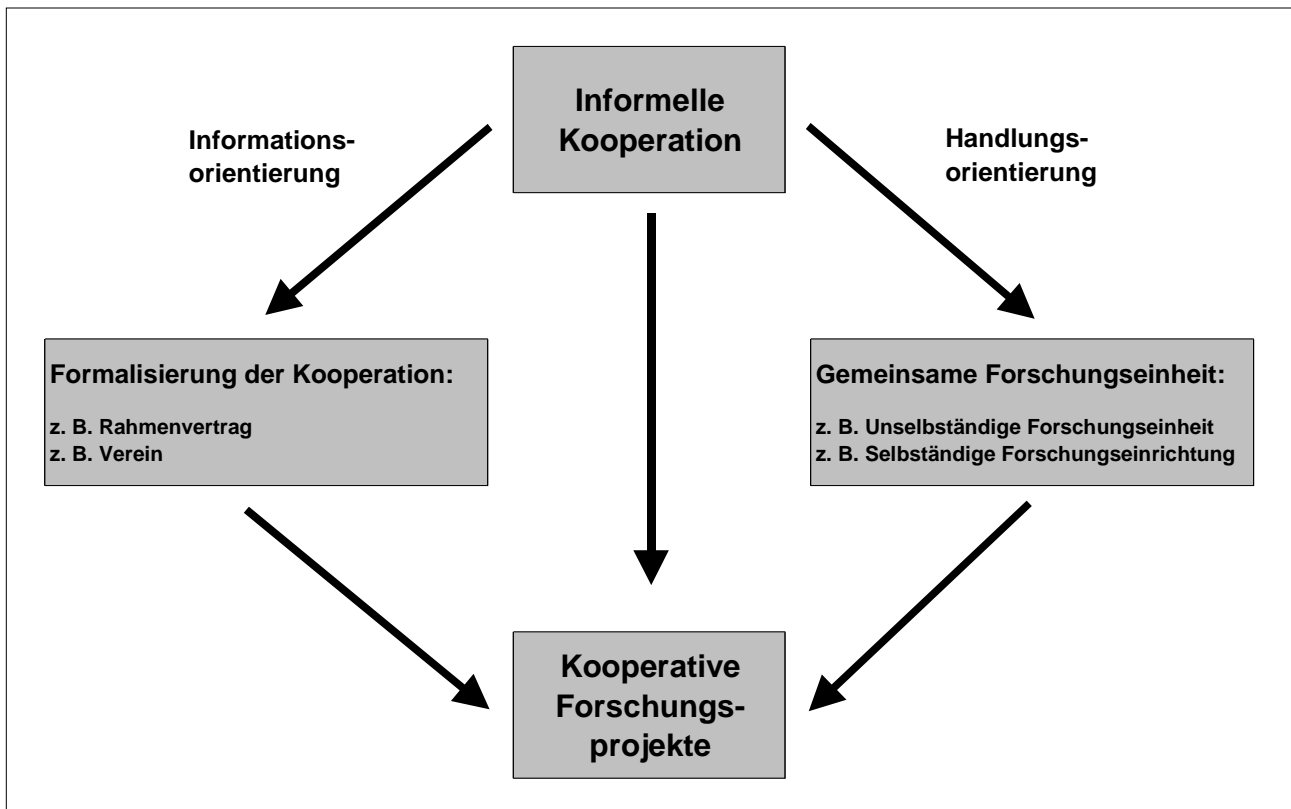 Informelle
Kooperation
Informations-
orientierung
Handlungs-
orientierung
Formalisierung der Kooperation:
z. B. Rahmenvertrag
z. B. Verein
Gemeinsame Forschungseinheit:
z. B. Unselbständige Forschungseinheit
z. B. Selbständige Forschungseinrichtung
Kooperative
Forschungs-
projekte